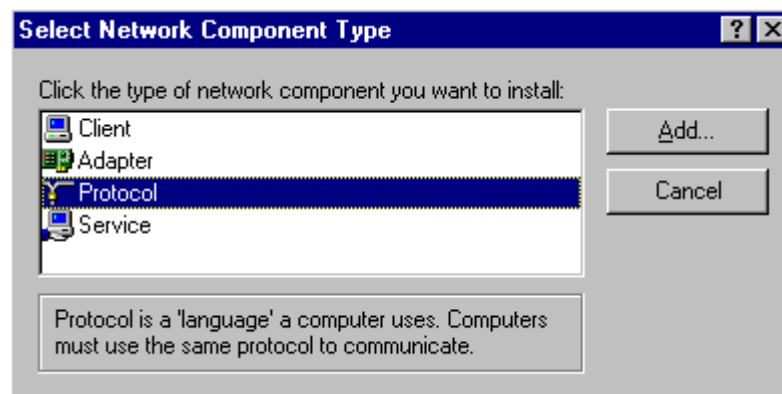 Select Network Component Type
Click the type of network component you want to install:
Client
Adapter
Protocol
Service
Add...
Cancel
Protocol is a 'language' a computer uses. Computers
must use the same protocol to communicate.